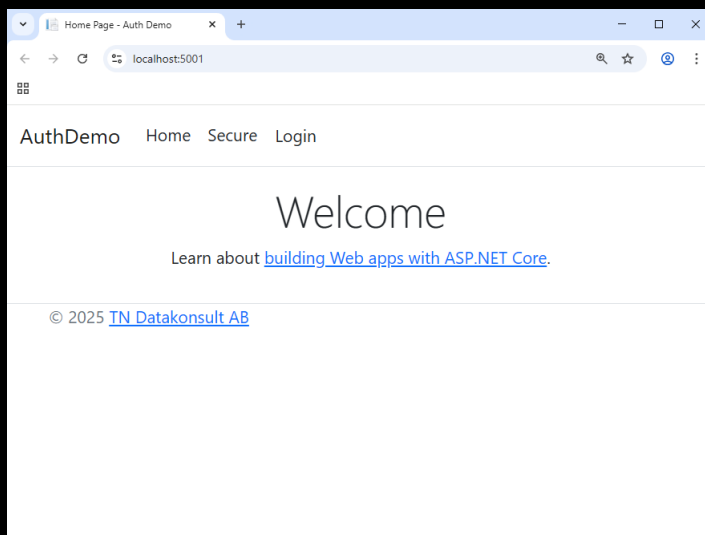 Home Page - Auth Demo
localhost:5001
AuthDemo Home Secure Login
Welcome
Learn about building Web apps with ASP.NET Core.
© 2025 TN Datakonsult AB